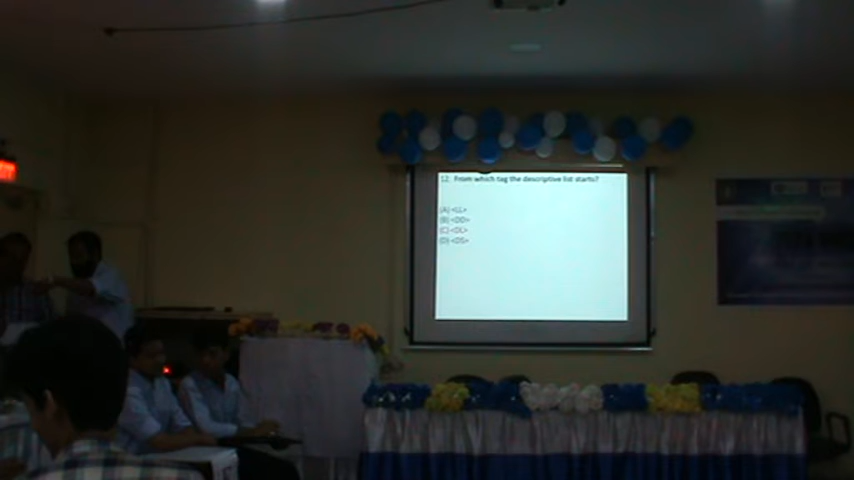 12. From which tag the descriptive list starts?
(A) <LL>
(B) <DD>
(C) <DL>
(D) <DS>